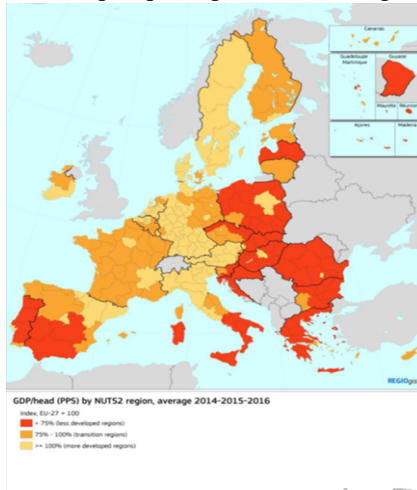 Canarias
Guadeloupe
Martinique
Guyane
Mayotte
Réunion
Açores
Madeira
REGIOgis
GDP/head (PPS) by NUTS2 region, average 2014-2015-2016
Index, EU-27 = 100
< 75% (less developed regions)
75% - 100% (transition regions)
>= 100% (more developed regions)